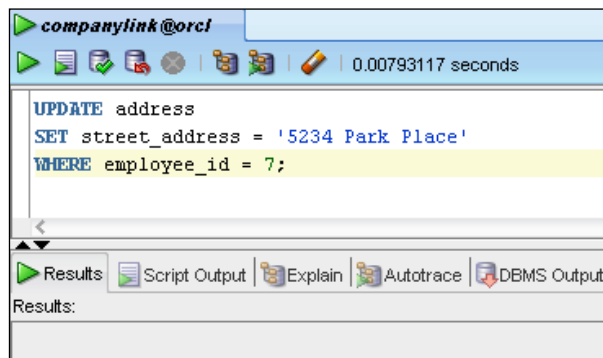 companylink@orcl
0.00793117 seconds
UPDATE address
SET street_address = '5234 Park Place'
WHERE employee_id = 7;
Results Script Output Explain Autotrace DBMS Output
Results: